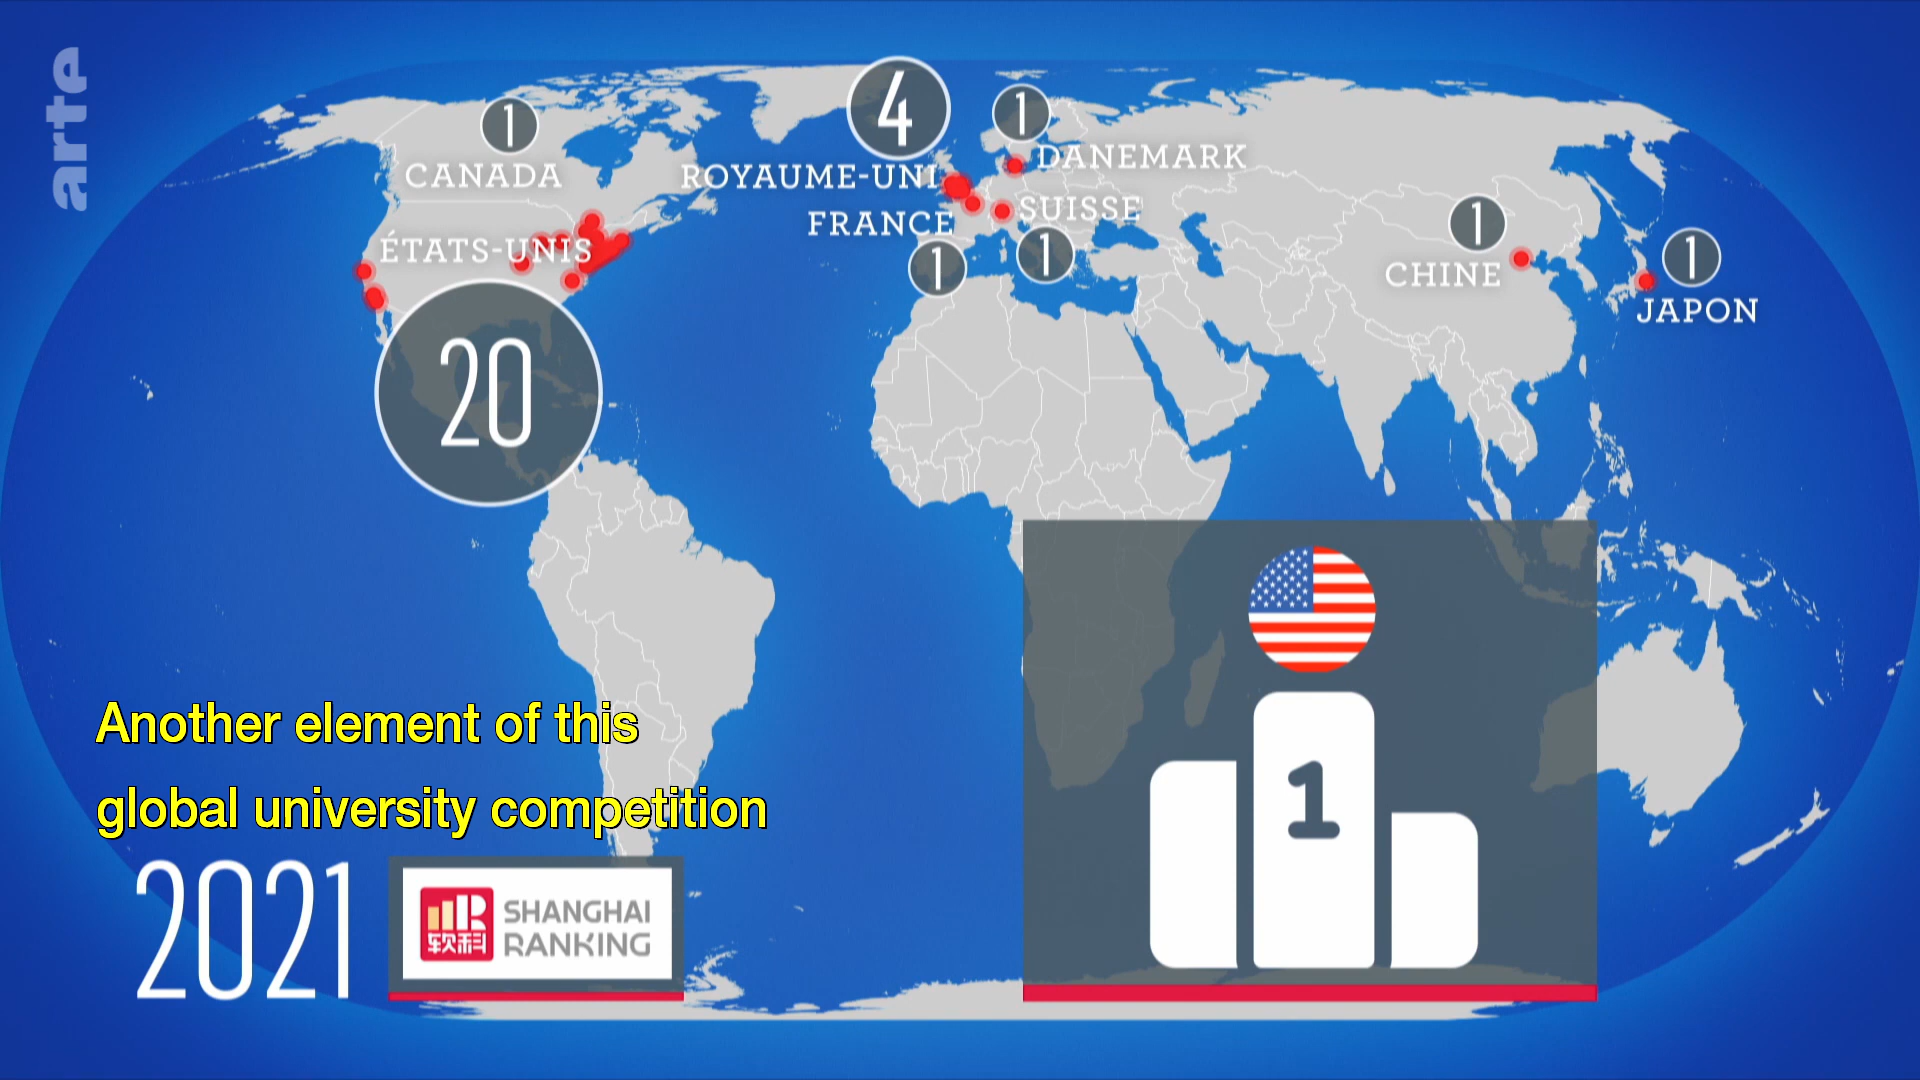 arte
1
CANADA
4
ROYAUME-UNI
1
DANEMARK
FRANCE
1
SUISSE
1
ÉTATS-UNIS
20
1
CHINE
1
JAPON
1
Another element of this
global university competition
2021
软科
SHANGHAI
RANKING